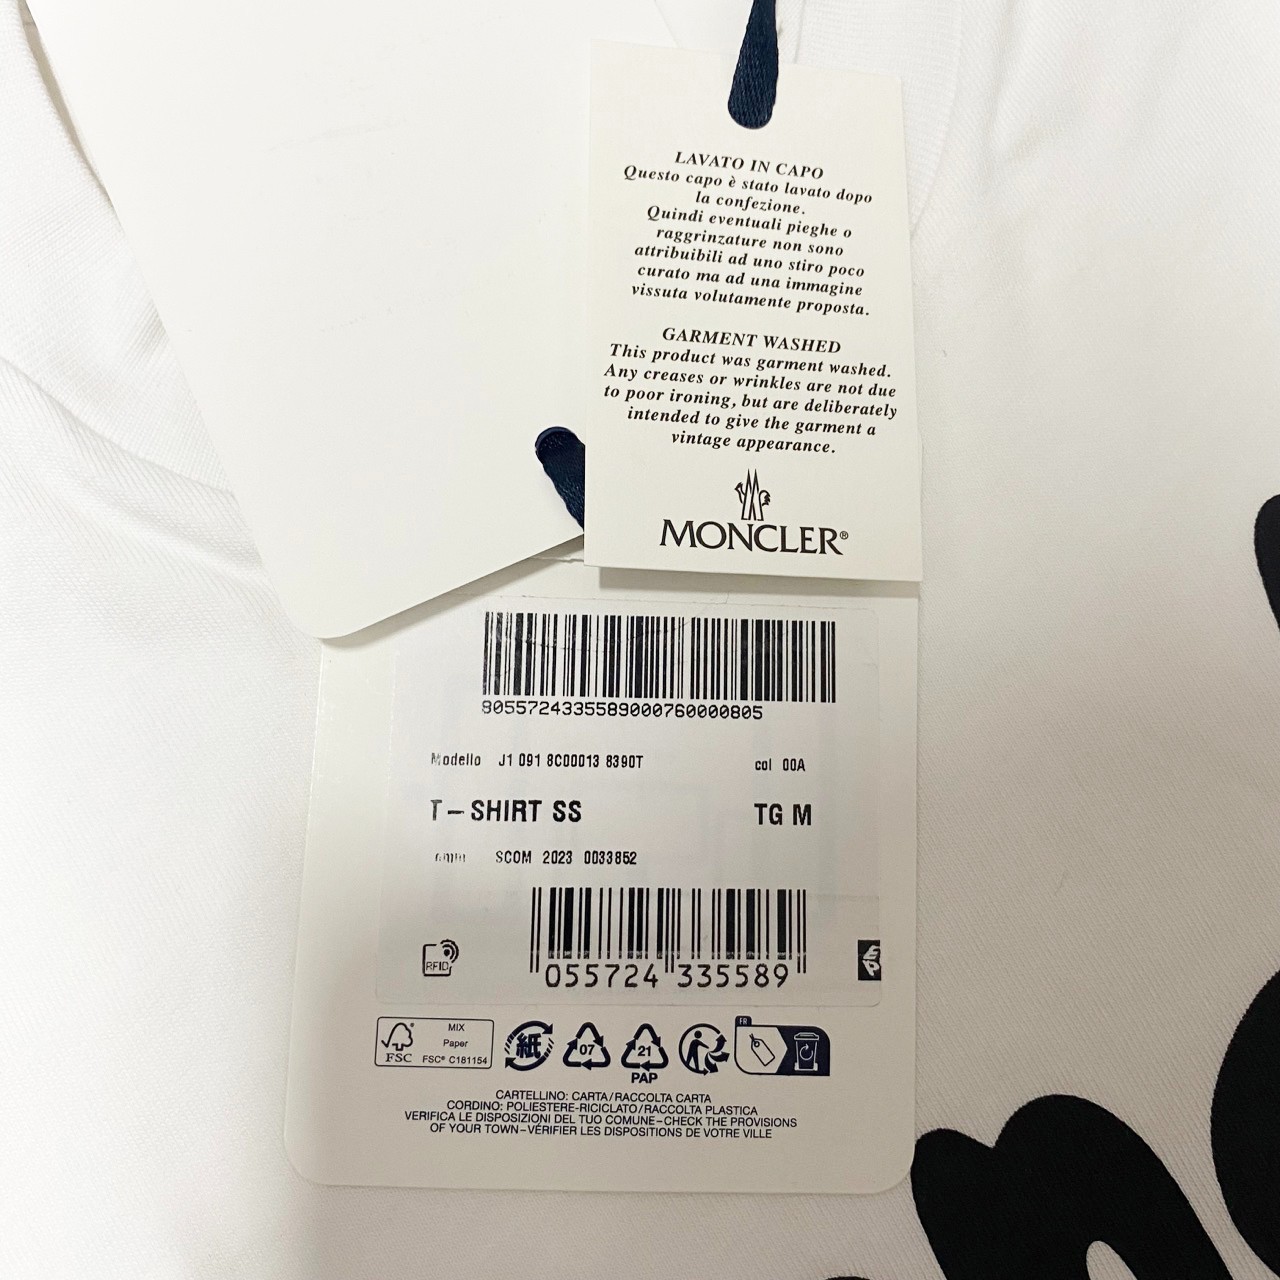 LAVATO IN CAPO
Questo capo è stato lavato dopo
la confezione.
Quindi eventuali pieghe o
raggrinzature non sono
attribuibili ad uno stiro poco
curato ma ad una immagine
vissuta volutamente proposta.
GARMENT WASHED
This product was garment washed.
Any creases or wrinkles are not due
to poor ironing, but are deliberately
intended to give the garment a
vintage appearance.
MONCLER®
8055724335589000760000805
Modello J1 091 8C00013 8390T col 00A
T-SHIRT SS TG M
SCOM 2023 0033852
055724 335589
RFID
MIX
Paper
FSC FSC® C181154
紙
07
21
PAP
FR
CARTELLINO: CARTA/RACCOLTA CARTA
CORDINO: POLIESTERE-RICICLATO/RACCOLTA PLASTICA
VERIFICA LE DISPOSIZIONI DEL TUO COMUNE-CHECK THE PROVISIONS
OF YOUR TOWN-VÉRIFIER LES DISPOSITIONS DE VOTRE VILLE